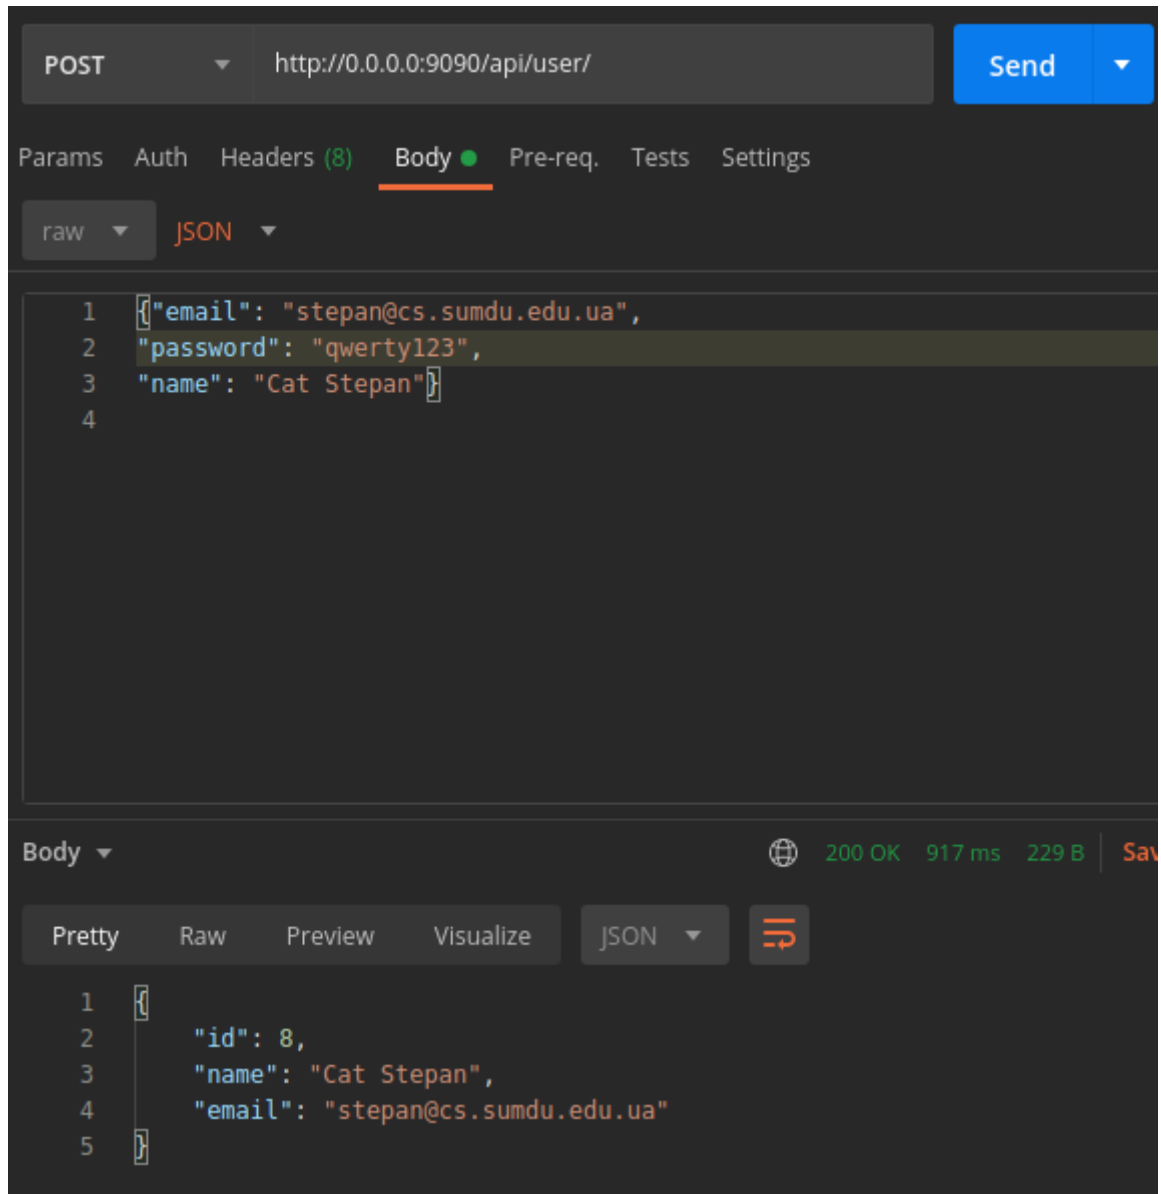 POST http://0.0.0.0:9090/api/user/ Send
Params Auth Headers (8) Body Pre-req. Tests Settings
raw JSON
1 {"email": "stepan@cs.sumdu.edu.ua",
2 "password": "qwerty123",
3 "name": "Cat Stepan"}
4
Body 200 OK 917 ms 229 B Sav
Pretty Raw Preview Visualize JSON
1 {
2 "id": 8,
3 "name": "Cat Stepan",
4 "email": "stepan@cs.sumdu.edu.ua"
5 }